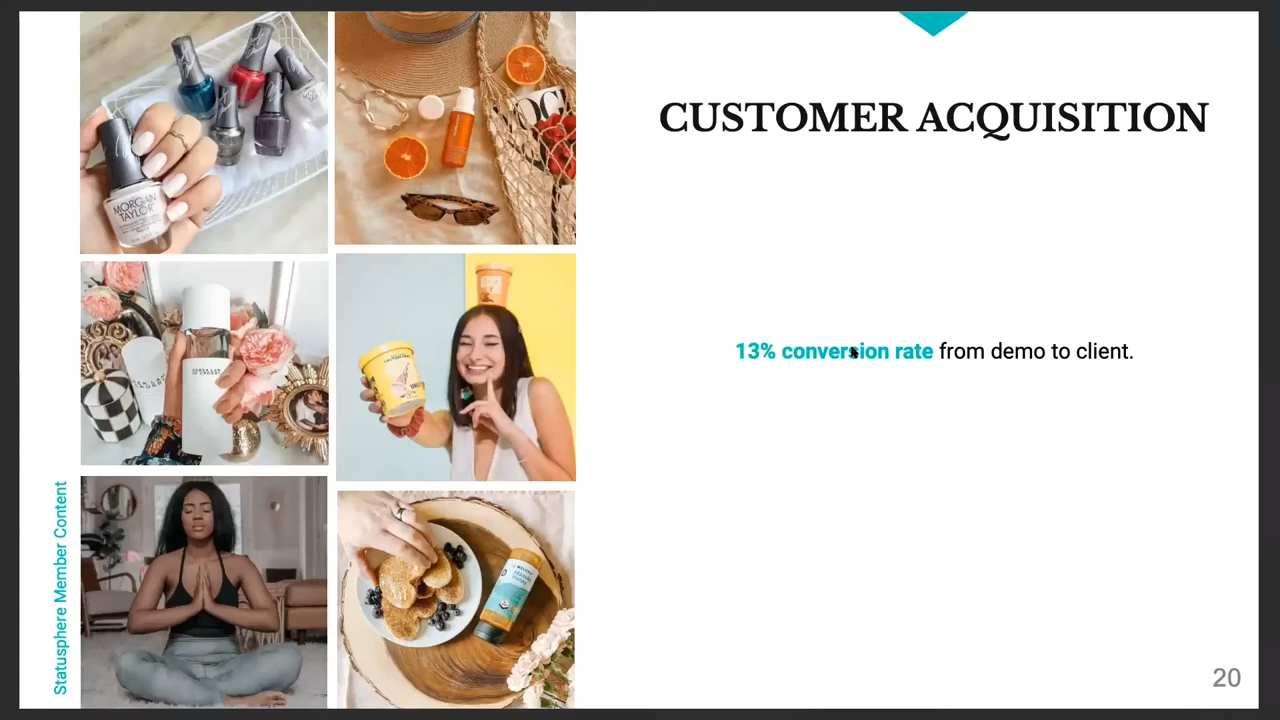 CUSTOMER ACQUISITION
13% conversion rate from demo to client.
Statusphere Member Content
MORGAN
TAYLOR
20